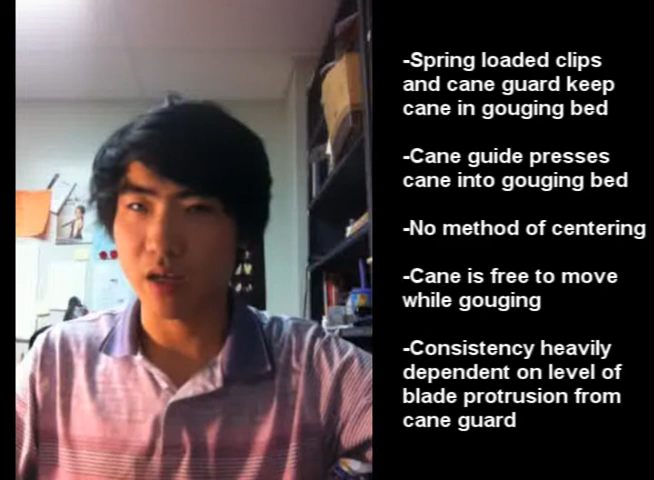 -Spring loaded clips
and cane guard keep
cane in gouging bed
-Cane guide presses
cane into gouging bed
-No method of centering
-Cane is free to move
while gouging
-Consistency heavily
dependent on level of
blade protrusion from
cane guard